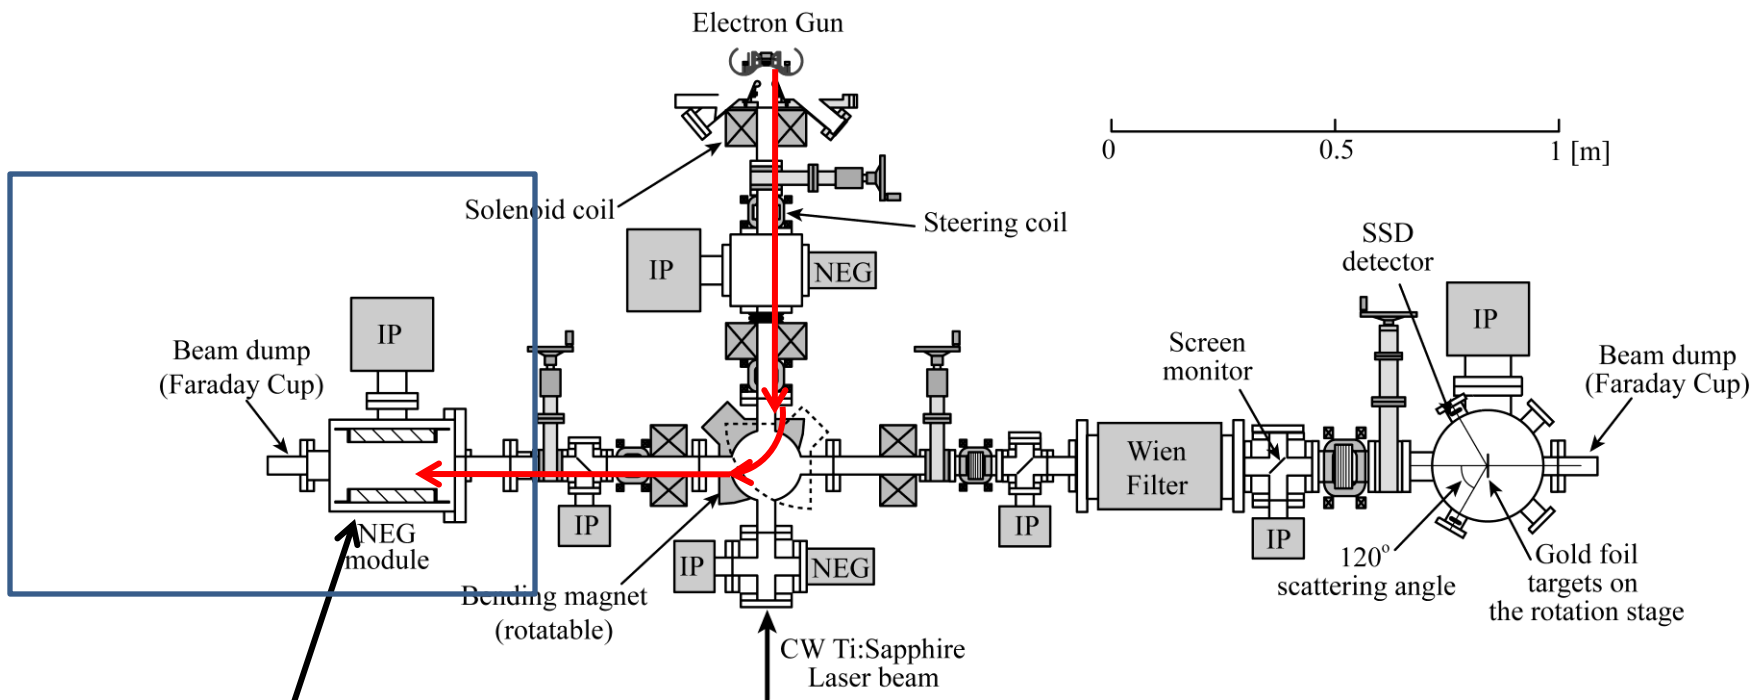 Electron Gun
0
0.5
1 [m]
Solenoid coil
Steering coil
IP
NEG
SSD
detector
IP
IP
Beam dump
(Faraday Cup)
Screen
monitor
Beam dump
(Faraday Cup)
Wien
Filter
NEG
module
IP
IP
IP
120º
scattering angle
Gold foil
targets on
the rotation stage
IP
NEG
Bending magnet
(rotatable)
CW Ti:Sapphire
Laser beam